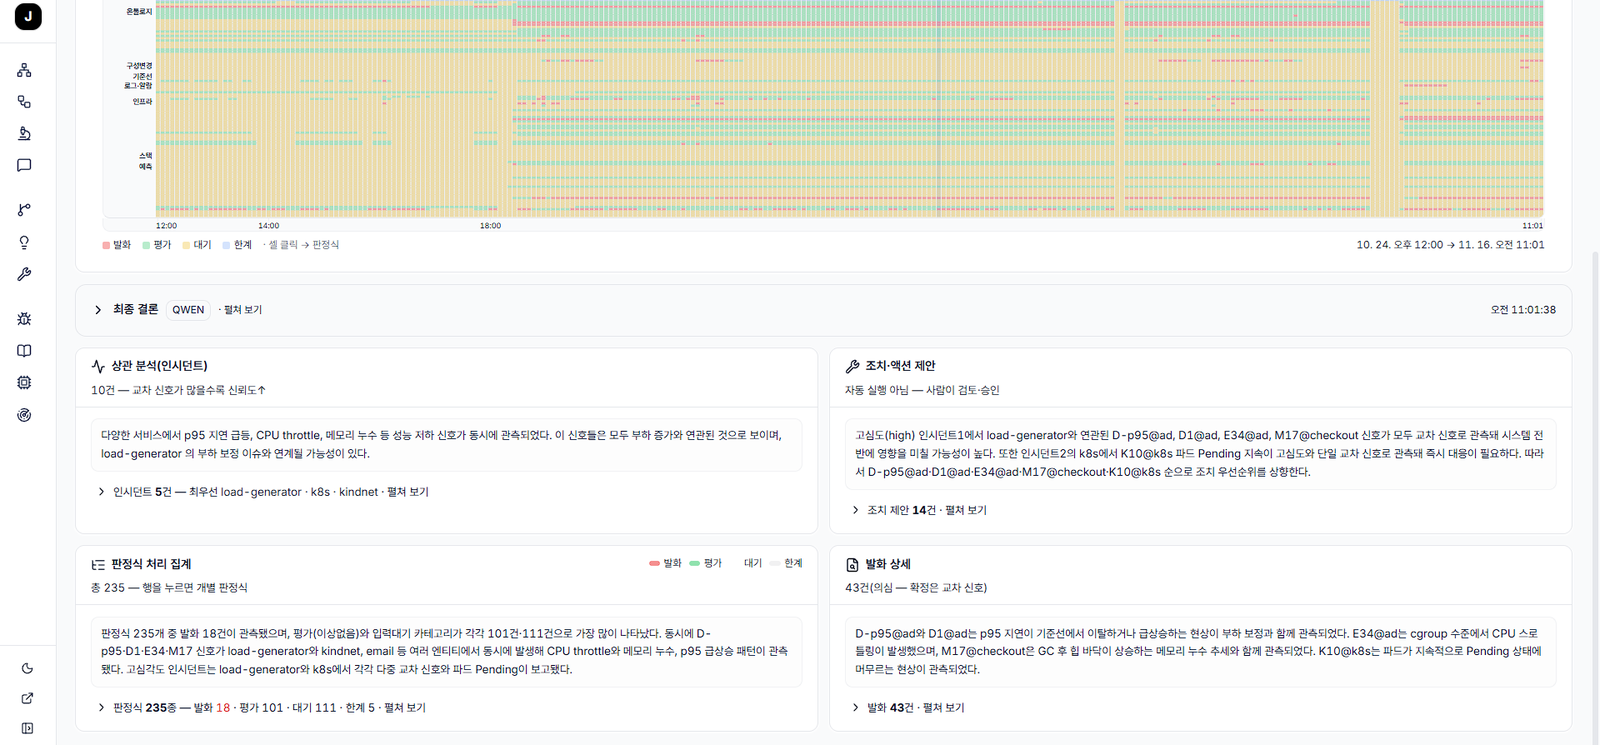 J
온톨로지
구성변경
기준선
로그·알람
인프라
스택
예측
12:00
14:00
18:00
11:01
발화 평가 대기 한계 · 셀 클릭 → 판정식
10. 24. 오후 12:00 → 11. 16. 오전 11:01
최종 결론 QWEN · 펼쳐 보기
오전 11:01:38
상관 분석(인시던트)
10건 — 교차 신호가 많을수록 신뢰도↑
다양한 서비스에서 p95 지연 급등, CPU throttle, 메모리 누수 등 성능 저하 신호가 동시에 관측되었다. 이 신호들은 모두 부하 증가와 연관된 것으로 보이며,
load-generator 의 부하 보정 이슈와 연계될 가능성이 있다.
인시던트 5건 — 최우선 load-generator · k8s · kindnet · 펼쳐 보기
조치·액션 제안
자동 실행 아님 — 사람이 검토·승인
고심도(high) 인시던트1에서 load-generator와 연관된 D-p95@ad, D1@ad, E34@ad, M17@checkout 신호가 모두 교차 신호로 관측돼 시스템 전
반에 영향을 미칠 가능성이 높다. 또한 인시던트2의 k8s에서 K10@k8s 파드 Pending 지속이 고심도와 단일 교차 신호로 관측돼 즉시 대응이 필요하다. 따라
서 D-p95@ad·D1@ad·E34@ad·M17@checkout·K10@k8s 순으로 조치 우선순위를 상향한다.
조치 제안 14건 · 펼쳐 보기
판정식 처리 집계
발화 평가 대기 한계
총 235 — 행을 누르면 개별 판정식
판정식 235개 중 발화 18건이 관측됐으며, 평가(이상없음)와 입력대기 카테고리가 각각 101건·111건으로 가장 많이 나타났다. 동시에 D-
p95·D1·E34·M17 신호가 load-generator와 kindnet, email 등 여러 엔티티에서 동시에 발생해 CPU throttle와 메모리 누수, p95 급상승 패턴이 관측
됐다. 고심각도 인시던트는 load-generator와 k8s에서 각각 다중 교차 신호와 파드 Pending이 보고됐다.
판정식 235종 — 발화 18 · 평가 101 · 대기 111 · 한계 5 · 펼쳐 보기
발화 상세
43건(의심 — 확정은 교차 신호)
D-p95@ad와 D1@ad는 p95 지연이 기준선에서 이탈하거나 급상승하는 현상이 부하 보정과 함께 관측되었다. E34@ad는 cgroup 수준에서 CPU 스로
틀링이 발생했으며, M17@checkout은 GC 후 힙 바닥이 상승하는 메모리 누수 추세와 함께 관측되었다. K10@k8s는 파드가 지속적으로 Pending 상태에
머무르는 현상이 관측되었다.
발화 43건 · 펼쳐 보기